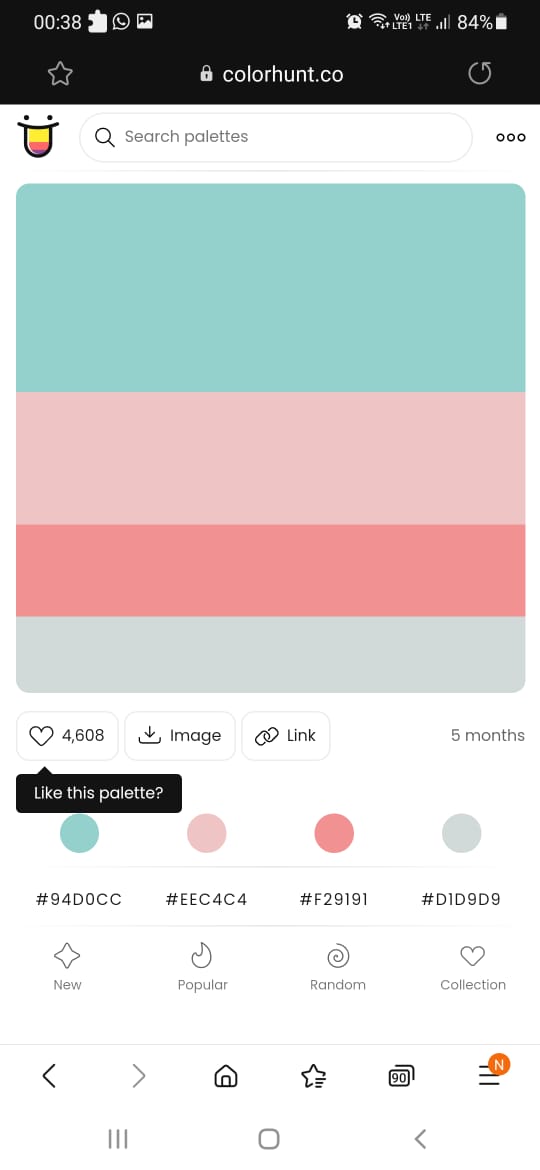 00:38 Vo)) LTE LTE1 84%
colorhunt.co
Search palettes
4,608 Image Link 5 months
Like this palette?
#94D0CC #EEC4C4 #F29191 #D1D9D9
New Popular Random Collection
90 N